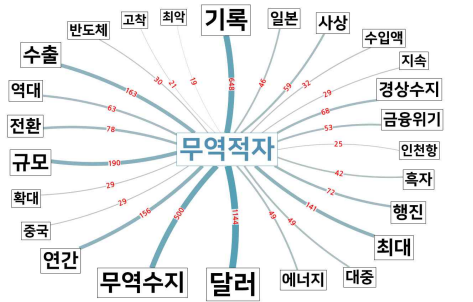 기록
최악
고착
반도체
일본
사상
수입액
지속
수출
역대
전환
규모
확대
중국
연간
무역수지
달러
에너지
대중
최대
행진
흑자
인천항
금융위기
경상수지
무역적자
648
19
21
30
163
63
78
190
29
29
156
500
1144
49
49
141
72
42
25
53
68
29
32
59
46